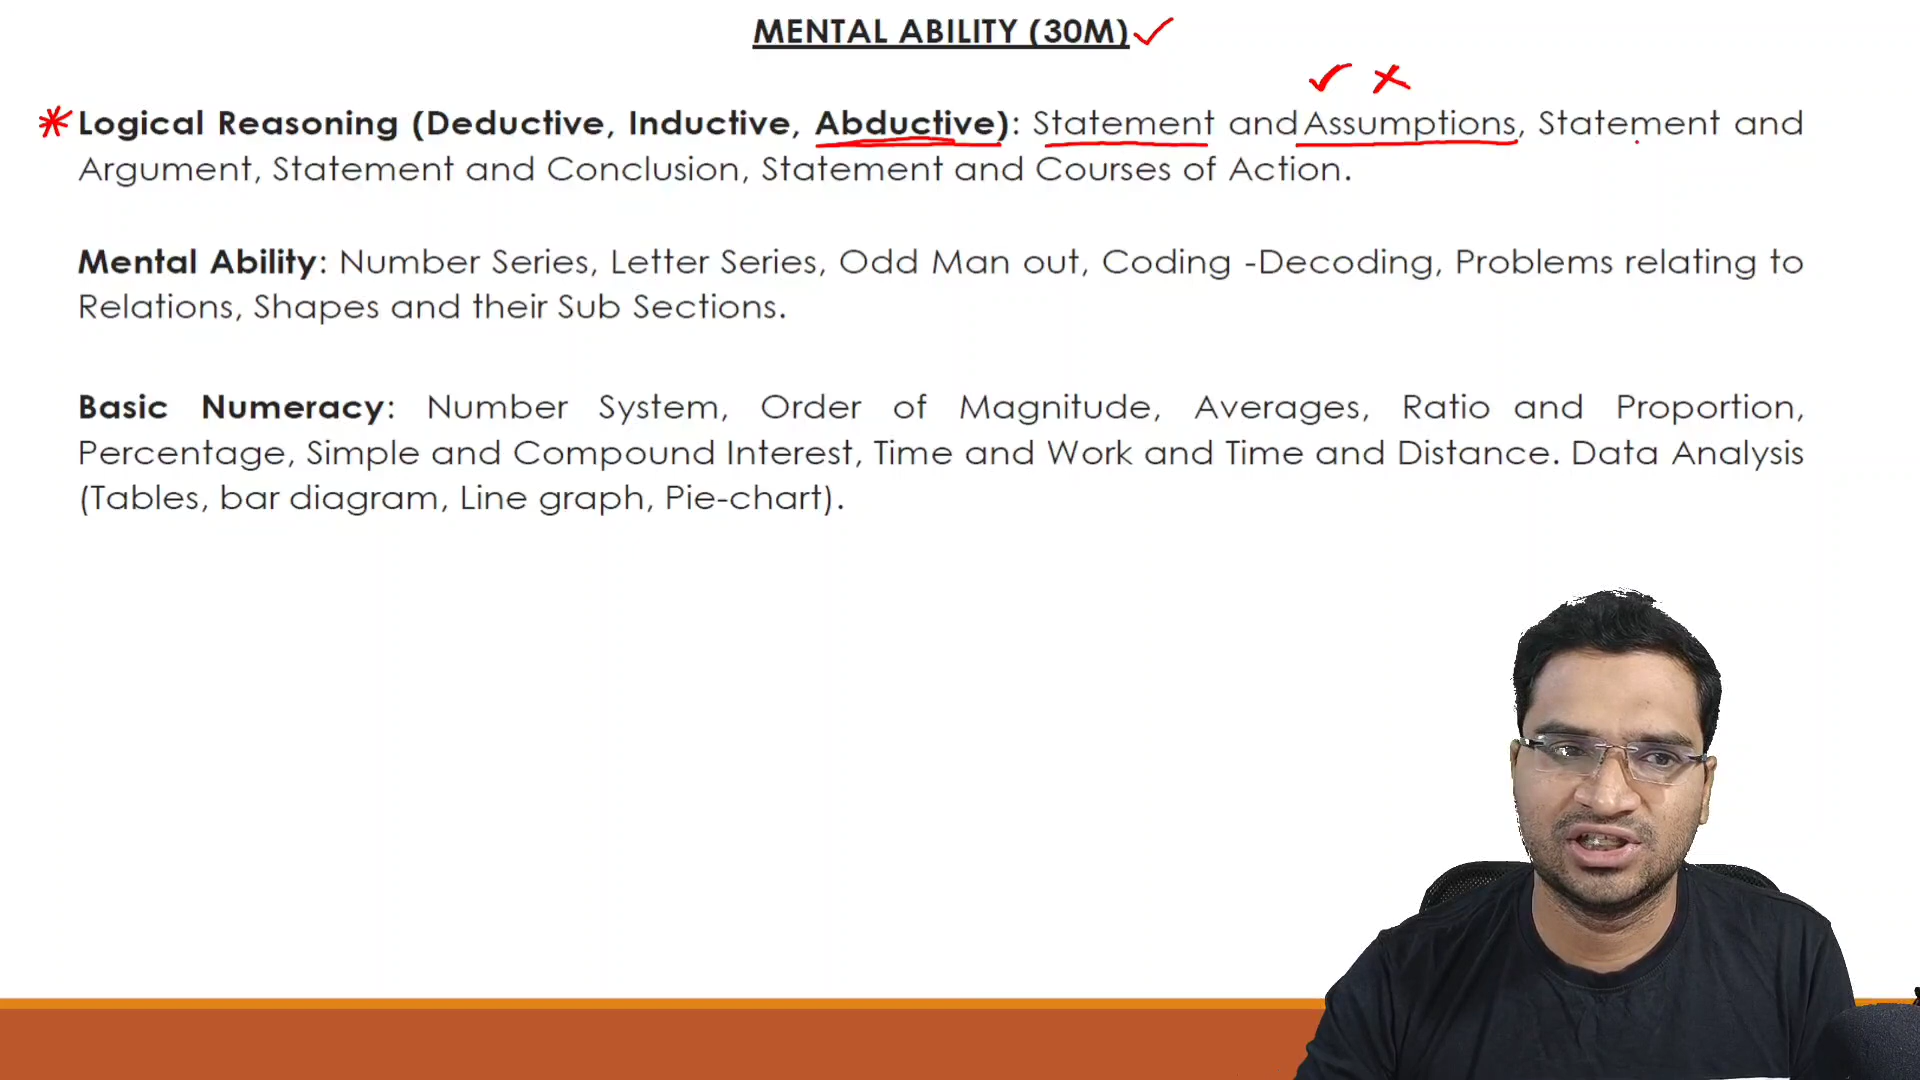 MENTAL ABILITY (30M)
Logical Reasoning (Deductive, Inductive, Abductive): Statement and Assumptions, Statement and
Argument, Statement and Conclusion, Statement and Courses of Action.
Mental Ability: Number Series, Letter Series, Odd Man out, Coding -Decoding, Problems relating to
Relations, Shapes and their Sub Sections.
Basic Numeracy: Number System, Order of Magnitude, Averages, Ratio and Proportion,
Percentage, Simple and Compound Interest, Time and Work and Time and Distance. Data Analysis
(Tables, bar diagram, Line graph, Pie-chart).